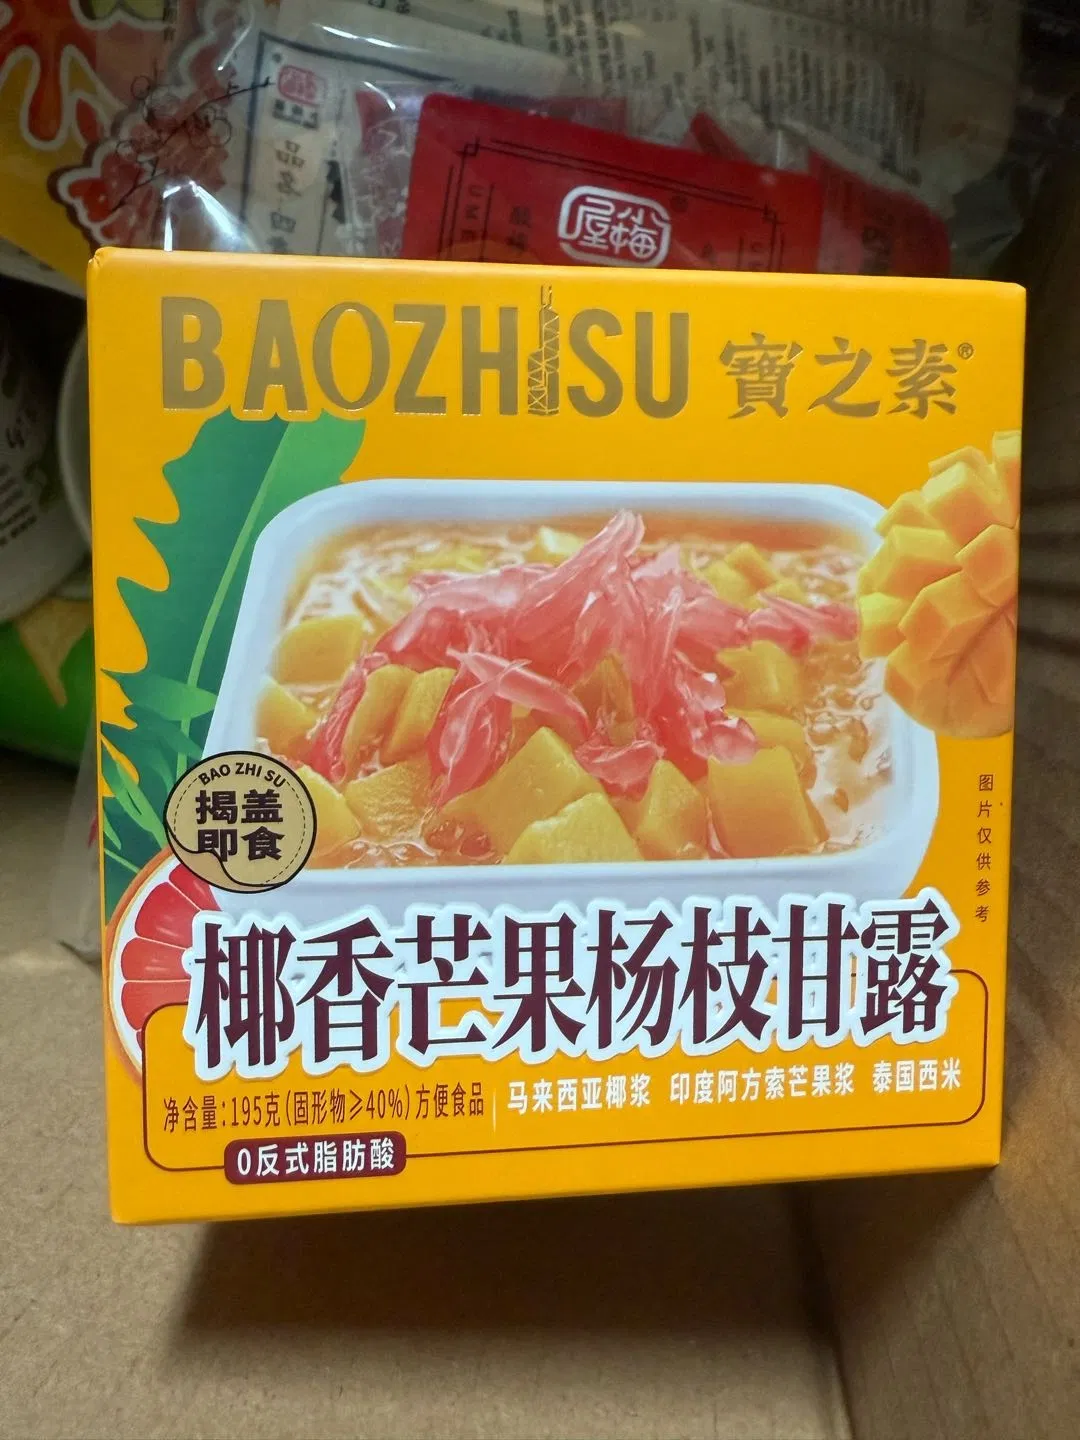 小梅屋
BAOZHISU 寶之素®
BAO ZHI SU
揭盖
即食
图片仅供参考
椰香芒果杨枝甘露
净含量:195克(固形物≥40%)方便食品
马来西亚椰浆 印度阿方索芒果浆 泰国西米
0反式脂肪酸